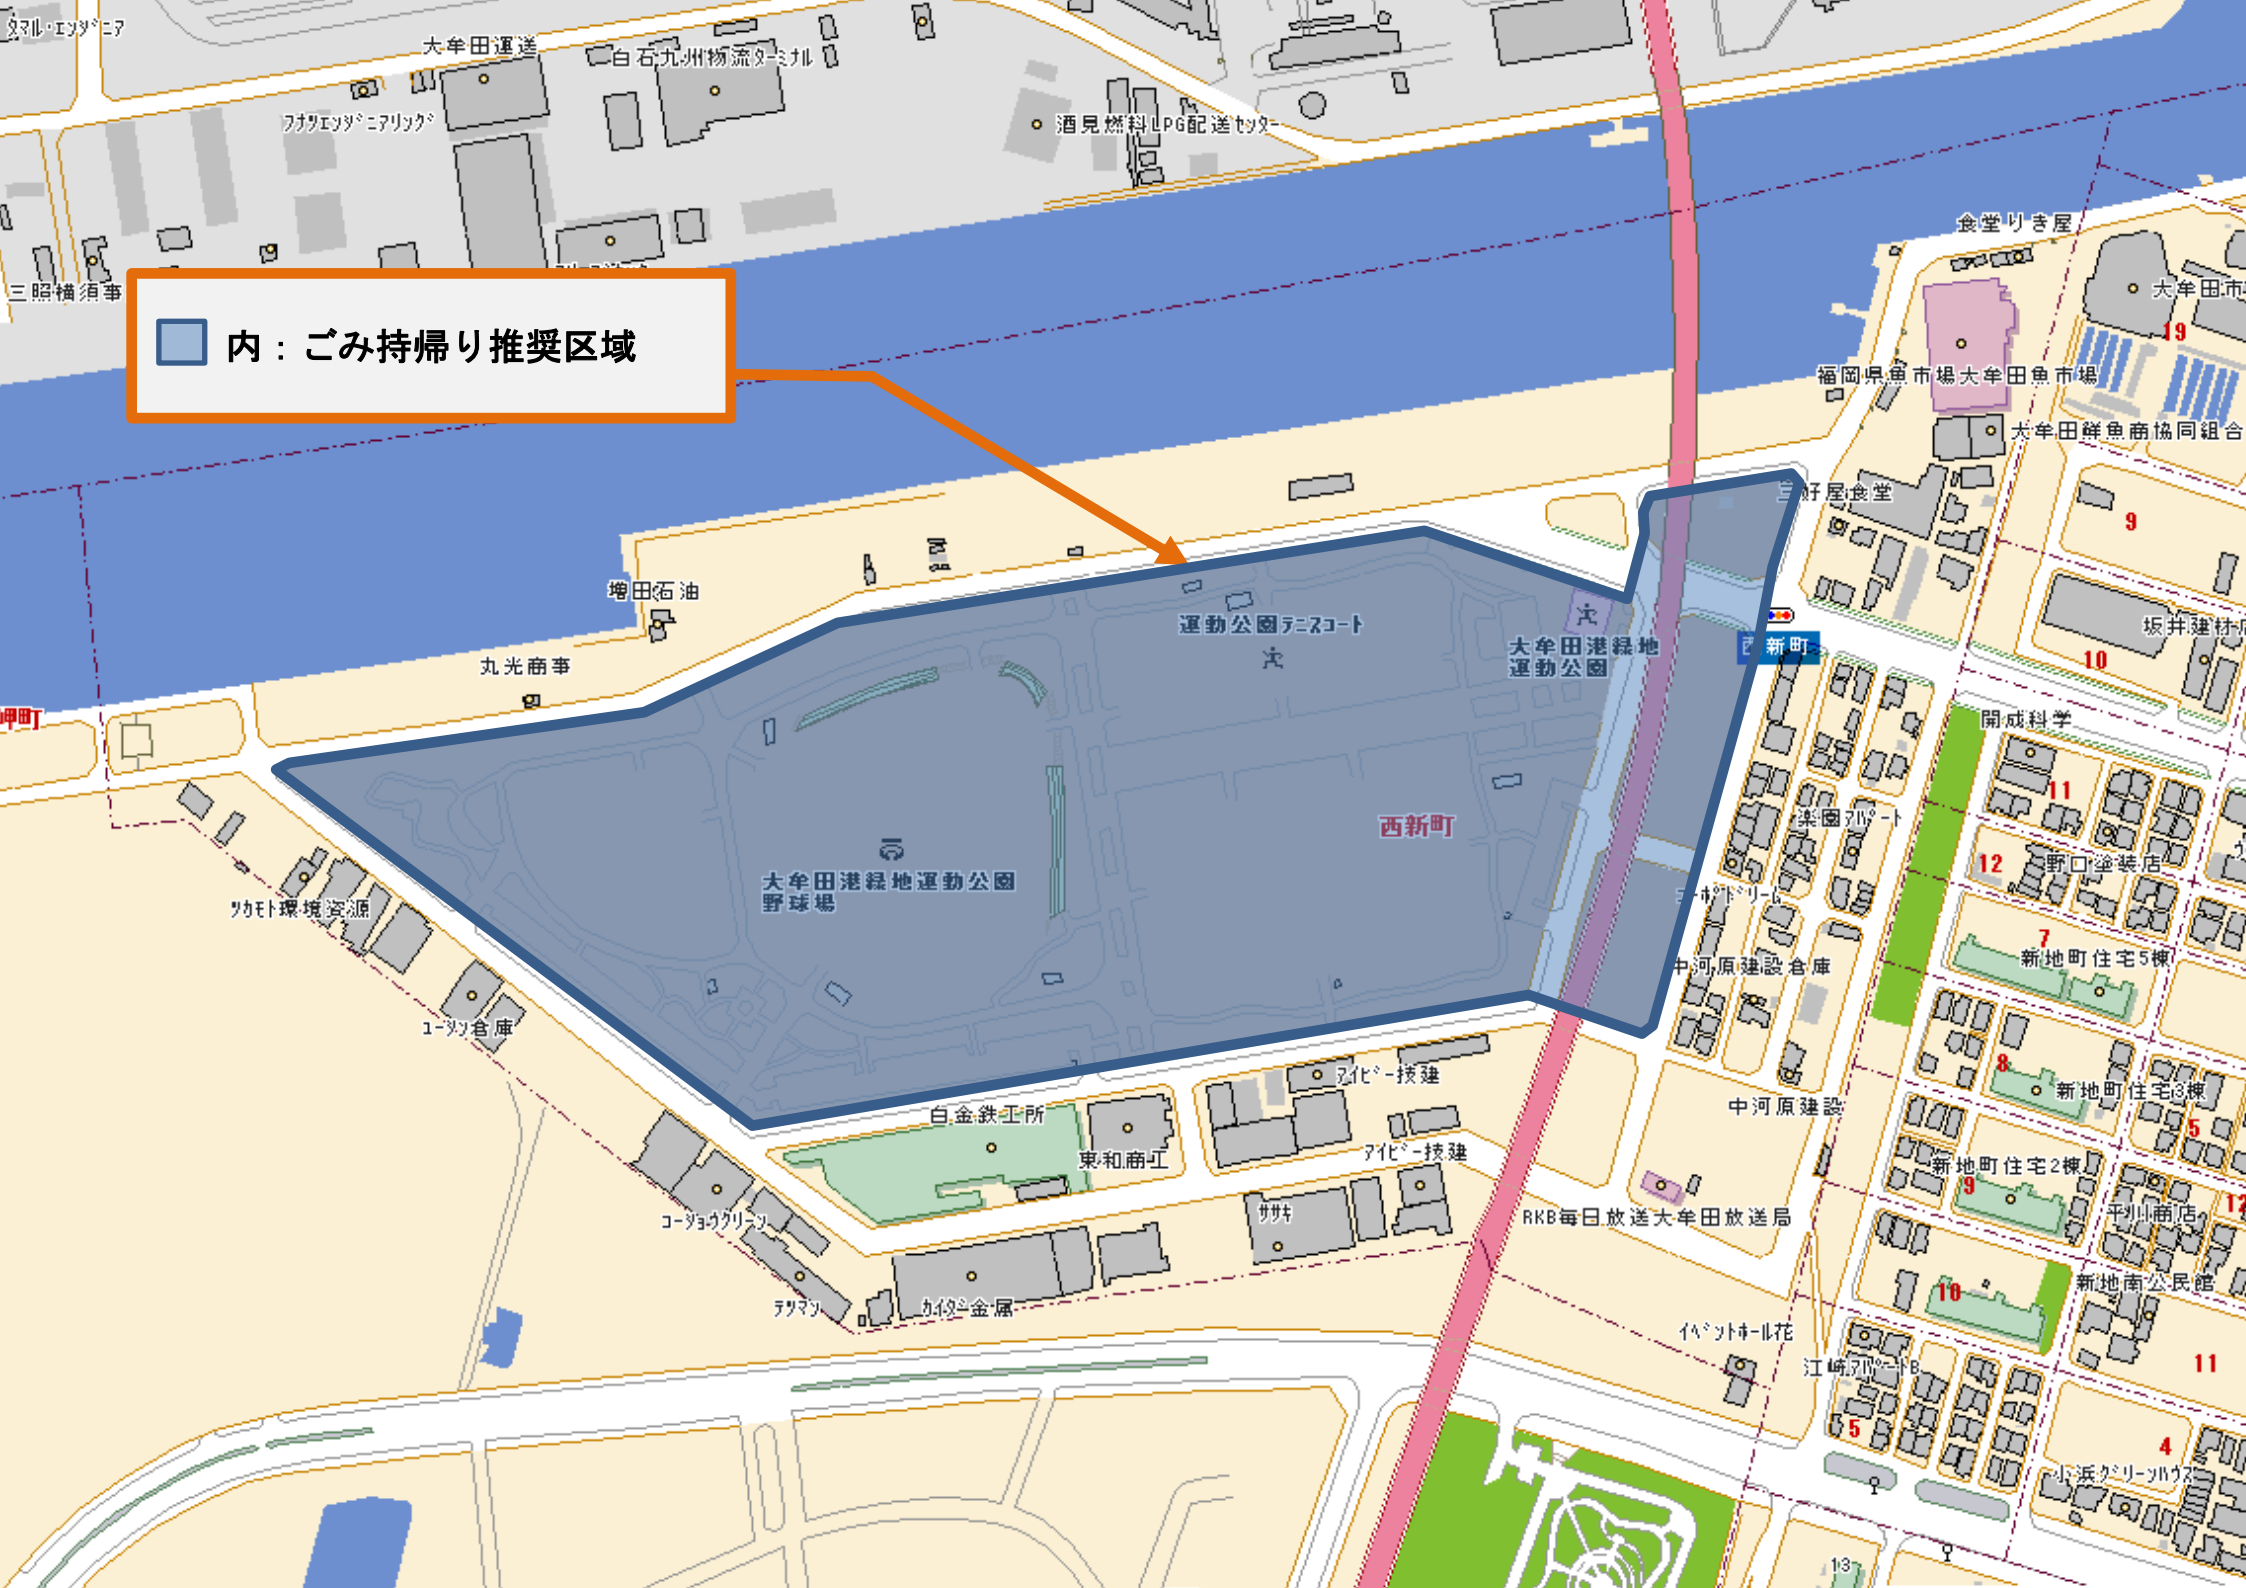 タマル・エンジニア
大牟田運送
白石九州物流ターミナル
フナツエンジニアリング
酒見燃料LPG配送センター
食堂りき屋
三照横須事
大牟田市
19
内：ごみ持帰り推奨区域
福岡県魚市場大牟田魚市場
大牟田鮮魚商協同組合
三好屋食堂
9
増田石油
運動公園テニスコート
大牟田港緑地
運動公園
西新町
坂井建材店
10
丸光商事
岬町
開成科学
11
楽園アパート
西新町
12
野口塗装店
大牟田港緑地運動公園
野球場
ツカモト環境資源
コーポドリーム
7
新地町住宅5棟
中河原建設倉庫
ユーシン倉庫
8
アイビー技建
新地町住宅3棟
中河原建設
白金鉄工所
5
東和商工
アイビー技建
新地町住宅2棟
9
12
コーショウクリーン
ササキ
RKB毎日放送大牟田放送局
平川商店
新地南公民館
10
テツマン
カイダ金属
イベントホール花
江崎アパートB
11
5
4
小浜グリーンハウス
13